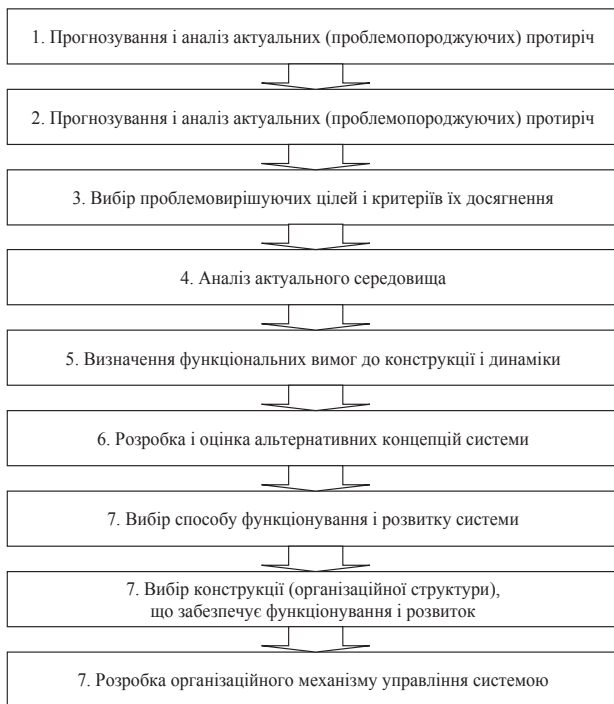 1. Прогнозування і аналіз актуальних (проблемопороджуючих) протиріч
2. Прогнозування і аналіз актуальних (проблемопороджуючих) протиріч
3. Вибір проблемовирішуючих цілей і критеріїв їх досягнення
4. Аналіз актуального середовища
5. Визначення функціональних вимог до конструкції і динаміки
6. Розробка і оцінка альтернативних концепцій системи
7. Вибір способу функціонування і розвитку системи
7. Вибір конструкції (організаційної структури),
що забезпечує функціонування і розвиток
7. Розробка організаційного механізму управління системою